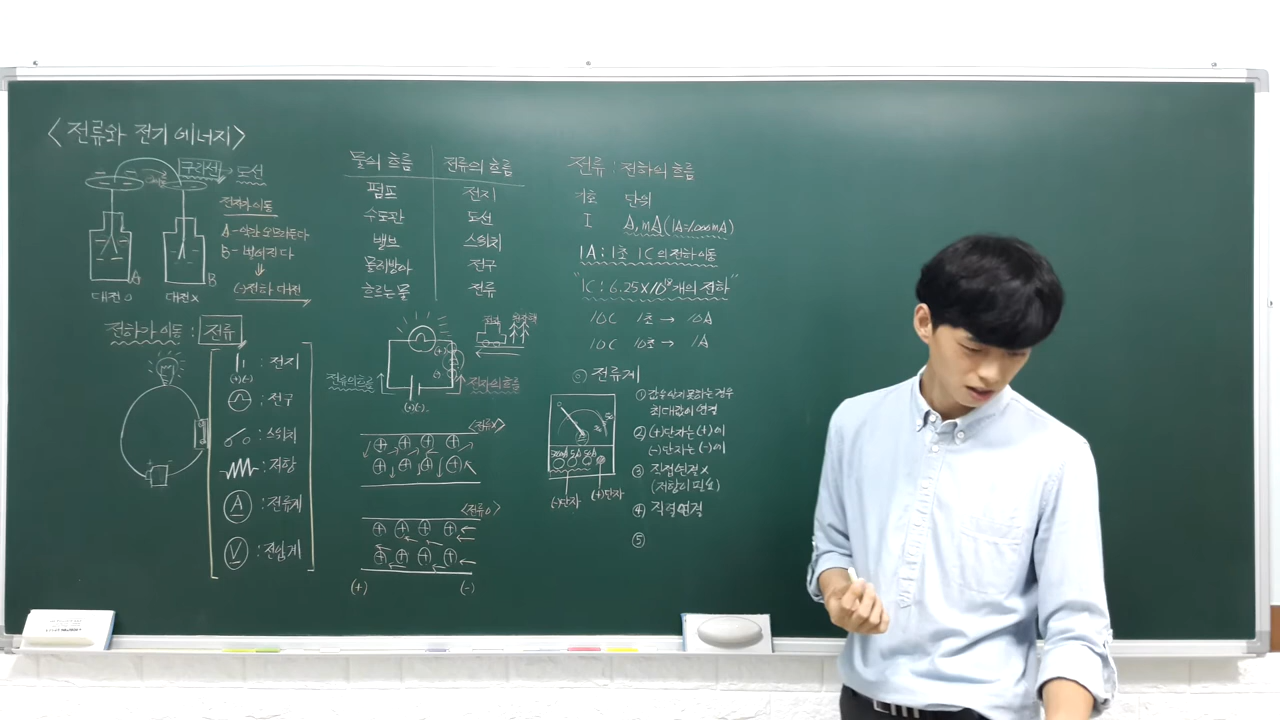 <전류와 전기 에너지>
구리선 → 도선
전자가 이동
A - 약간 오므라든다
B - 벌어진다
⇓
(-)전하 대전
A
B
대전 O
대전 X
전하가 이동 : 전류
: 전지
(+)(-)
: 전구
: 스위치
: 저항
A : 전류계
V : 전압계
물의 흐름 전류의 흐름
펌프 전지
수도관 도선
밸브 스위치
물레방아 전구
흐르는 물 전류
전류의 흐름
전자의 흐름
(+)(-)
<전류X>
<전류O>
(+) (-)
전류 : 전하의 흐름
기호 단위
I A, mA (1A=1,000mA)
1A : 1초 1C의 전하 이동
"1C : 6.25×10¹⁸개의 전하"
10C 1초 → 10A
10C 10초 → 1A
◎ 전류계
(-)단자 (+)단자
① 값을 알지 못하는 경우
최대값에 연결
② (+)단자는 (+)에
(-)단자는 (-)에
③ 직접연결 X
(저항이 필요)
④ 직렬연결
⑤